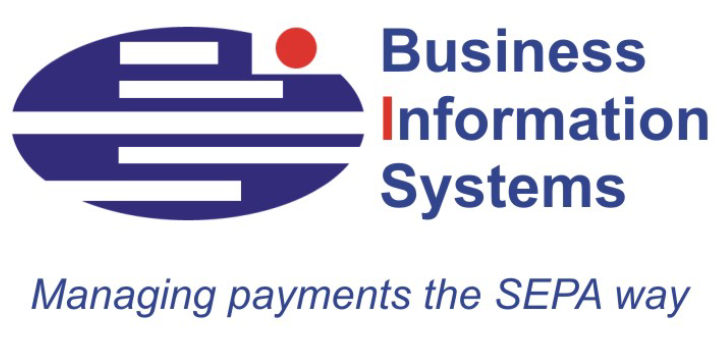 Business
Information
Systems
Managing payments the SEPA way